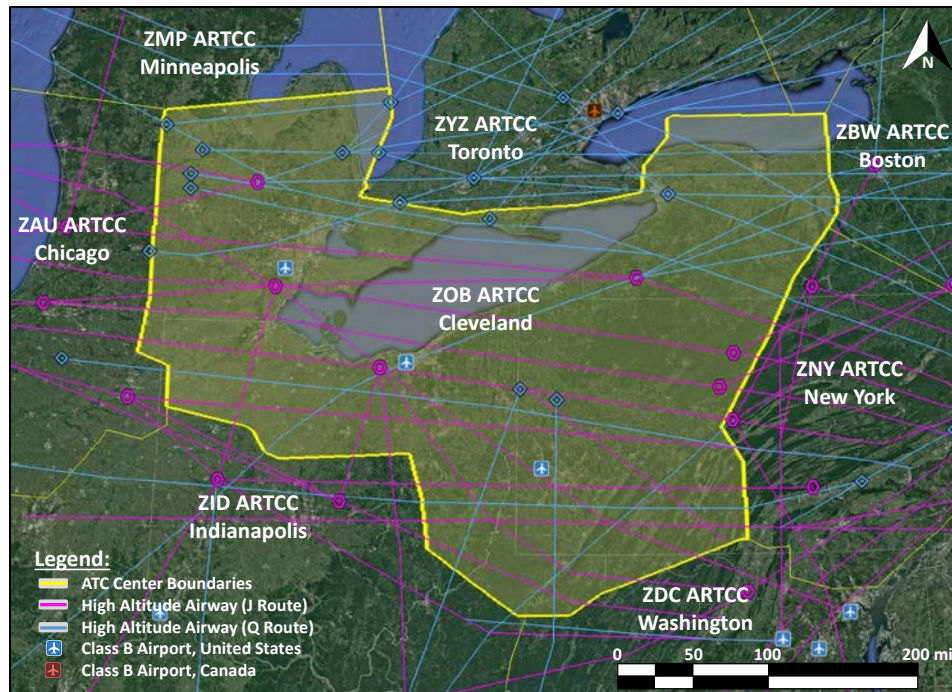 ZMP ARTCC
Minneapolis
N
ZYZ ARTCC
Toronto
ZBW ARTCC
Boston
ZAU ARTCC
Chicago
ZOB ARTCC
Cleveland
ZNY ARTCC
New York
ZID ARTCC
Indianapolis
ZDC ARTCC
Washington
Legend:
ATC Center Boundaries
High Altitude Airway (J Route)
High Altitude Airway (Q Route)
Class B Airport, United States
Class B Airport, Canada
0 50 100 200 mi